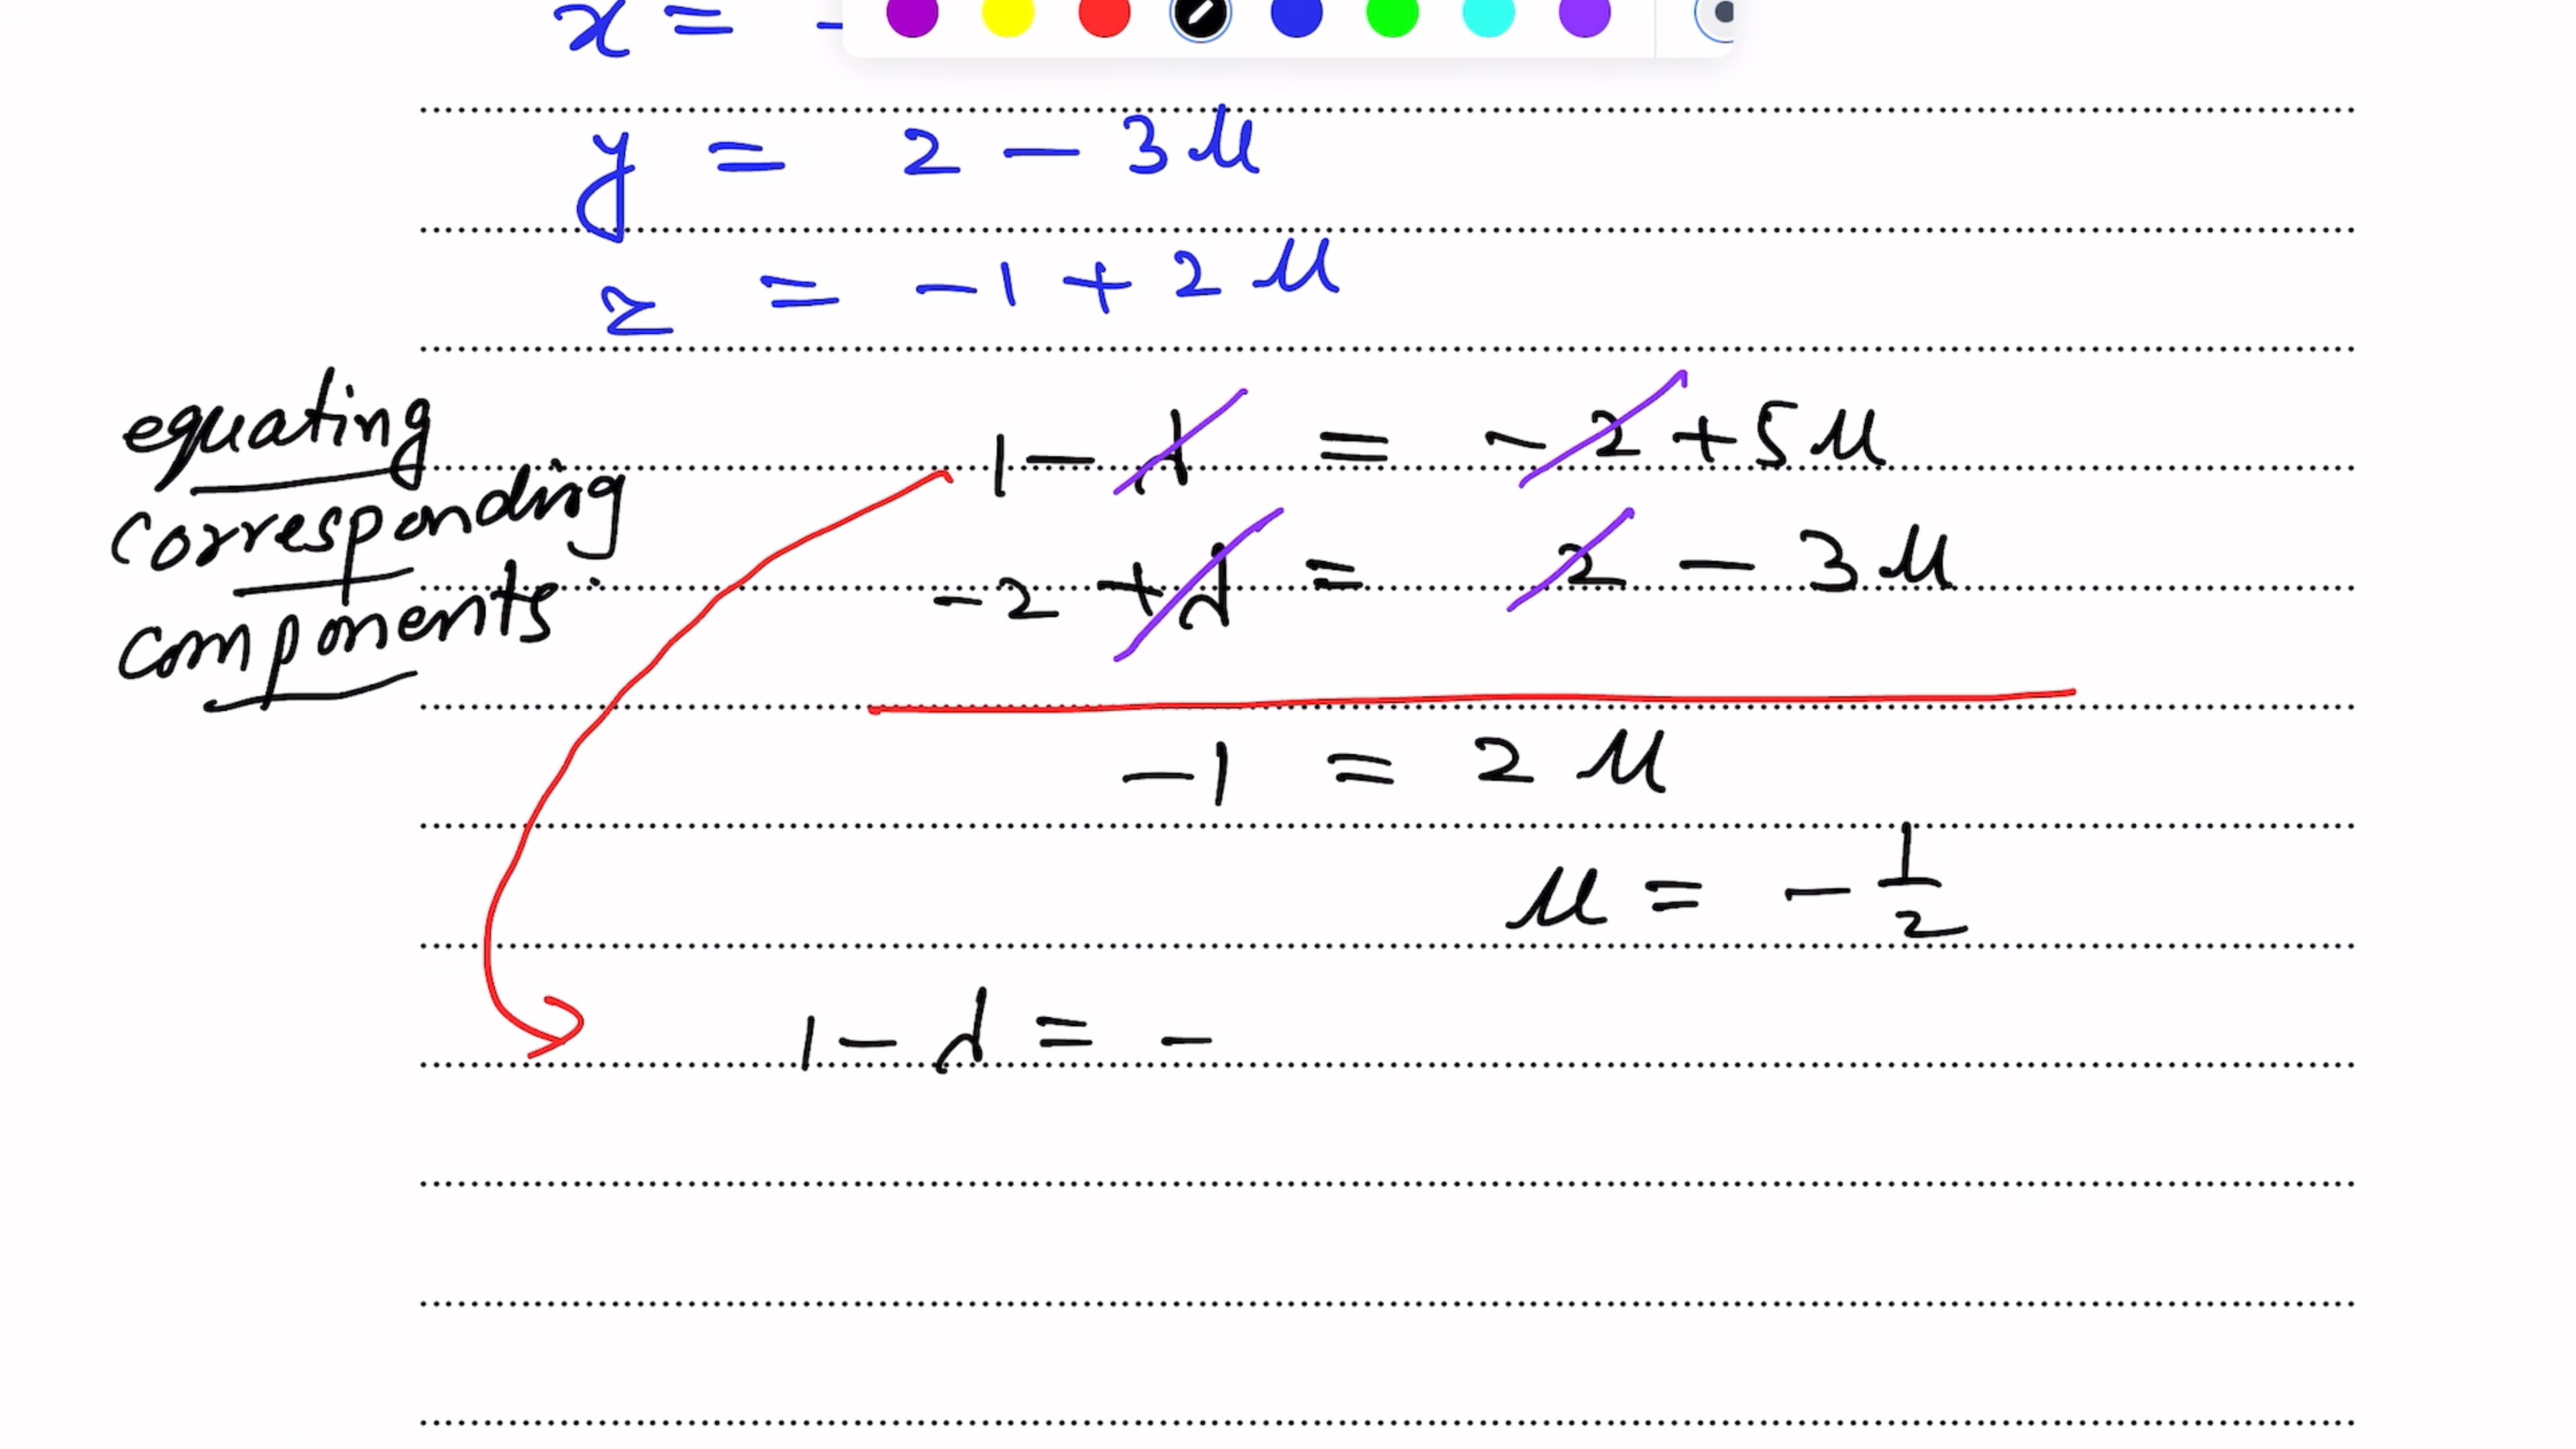 x = -
y = 2 - 3μ
z = -1 + 2μ
equating
corresponding
components.
1 - λ = -2 + 5μ
-2 + λ = 2 - 3μ
-1 = 2μ
μ = -1/2
1 - λ = -